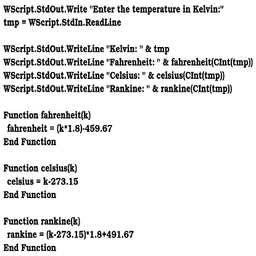 WScript.StdOut.Write "Enter the temperature in Kelvin:"
tmp = WScript.StdIn.ReadLine
WScript.StdOut.WriteLine "Kelvin: " & tmp
WScript.StdOut.WriteLine "Fahrenheit: " & fahrenheit(CInt(tmp))
WScript.StdOut.WriteLine "Celsius: " & celsius(CInt(tmp))
WScript.StdOut.WriteLine "Rankine: " & rankine(CInt(tmp))
Function fahrenheit(k)
fahrenheit = (k*1.8)-459.67
End Function
Function celsius(k)
celsius = k-273.15
End Function
Function rankine(k)
rankine = (k-273.15)*1.8+491.67
End Function